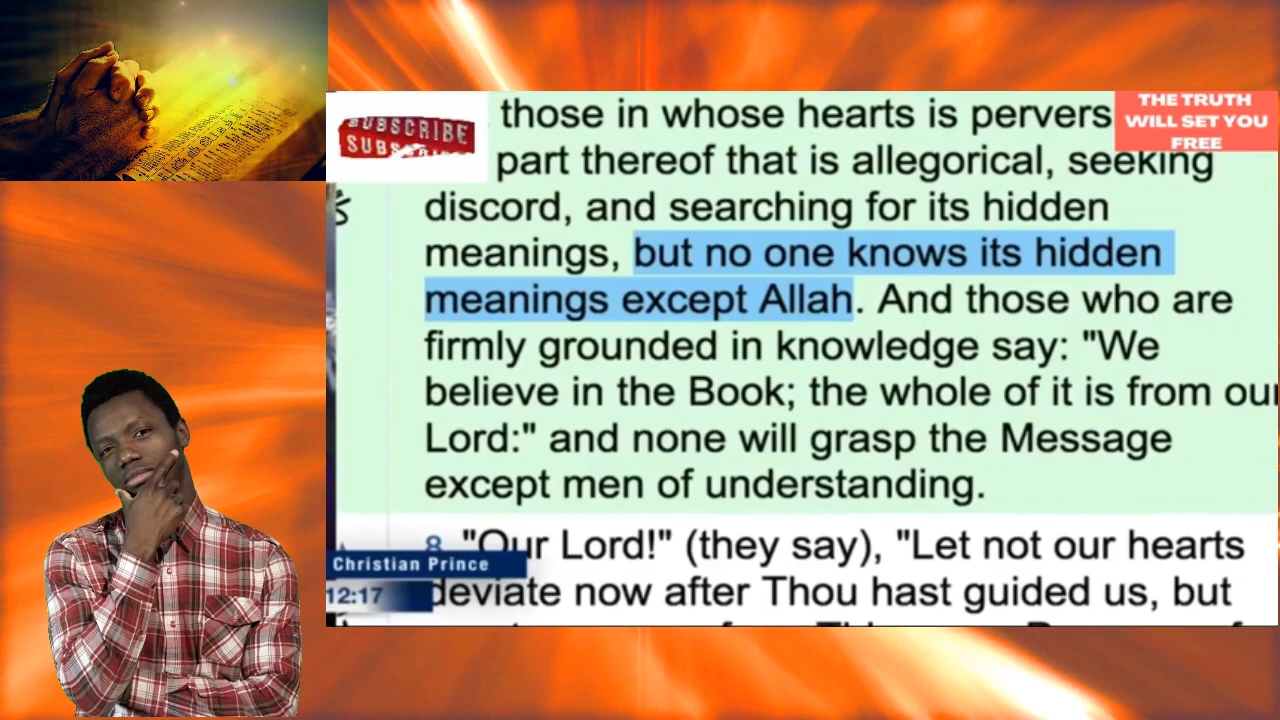 SUBSCRIBE
THE TRUTH
WILL SET YOU
FREE
those in whose hearts is pervers
part thereof that is allegorical, seeking
discord, and searching for its hidden
meanings, but no one knows its hidden
meanings except Allah. And those who are
firmly grounded in knowledge say: "We
believe in the Book; the whole of it is from our
Lord:" and none will grasp the Message
except men of understanding.
8. "Our Lord!" (they say), "Let not our hearts
deviate now after Thou hast guided us, but
Christian Prince
12:17